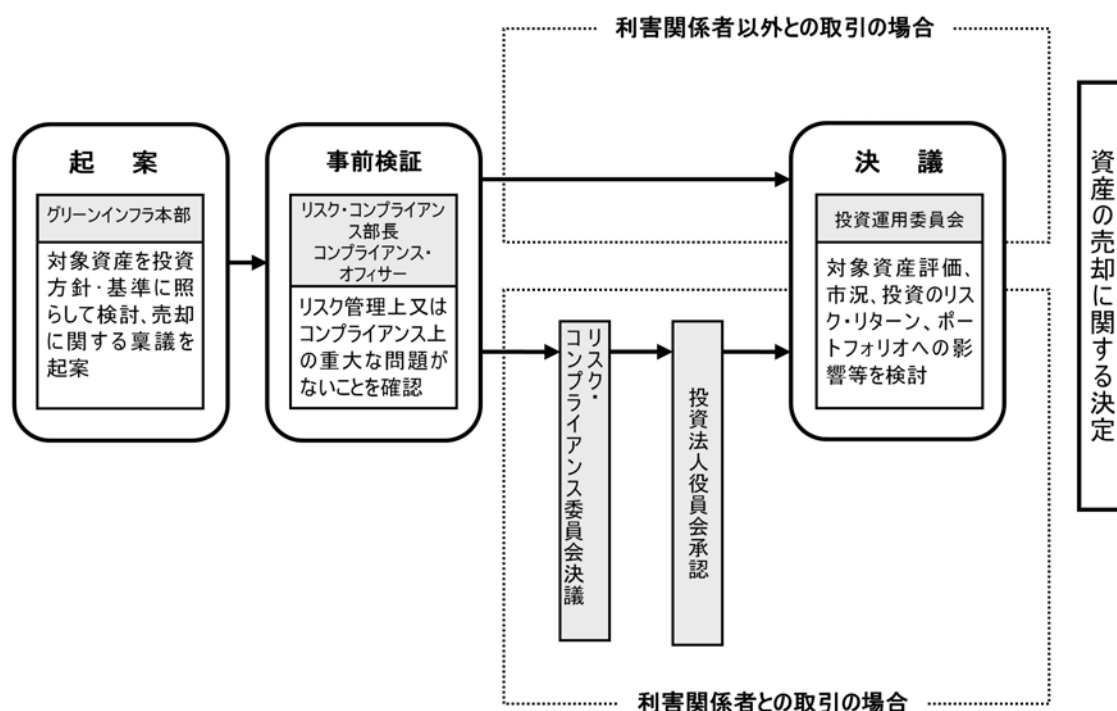 利害関係者以外との取引の場合
起　案
グリーンインフラ本部
対象資産を投資
方針・基準に照
らして検討、売却
に関する稟議を
起案
事前検証
リスク・コンプライアン
ス部長
コンプライアンス・
オフィサー
リスク管理上又は
コンプライアンス上
の重大な問題が
ないことを確認
リスク・
コンプライアンス委員会決議
投資法人役員会承認
決　議
投資運用委員会
対象資産評価、
市況、投資のリス
ク・リターン、ポー
トフォリオへの影
響等を検討
資産の売却に関する決定
利害関係者との取引の場合